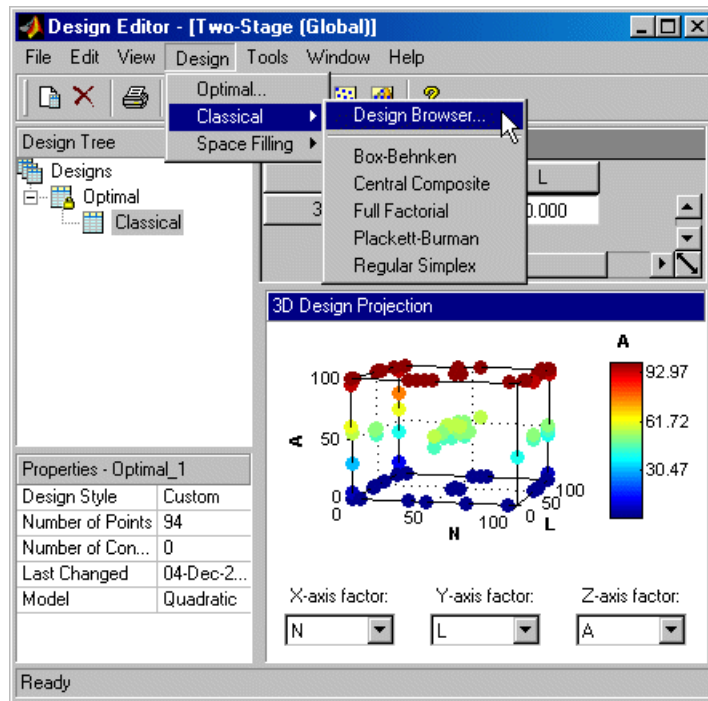 Design Editor - [Two-Stage (Global)]
File Edit View Design Tools Window Help
Optimal...
Classical
Space Filling
Design Browser...
Box-Behnken
Central Composite
Full Factorial
Plackett-Burman
Regular Simplex
Design Tree
Designs
Optimal
Classical
L
3
0.000
3D Design Projection
A
100
50
0
A
0
50
100
N
0
50
100
L
92.97
61.72
30.47
Properties - Optimal_1
Design Style Custom
Number of Points 94
Number of Con... 0
Last Changed 04-Dec-2...
Model Quadratic
X-axis factor: Y-axis factor: Z-axis factor:
N L A
Ready